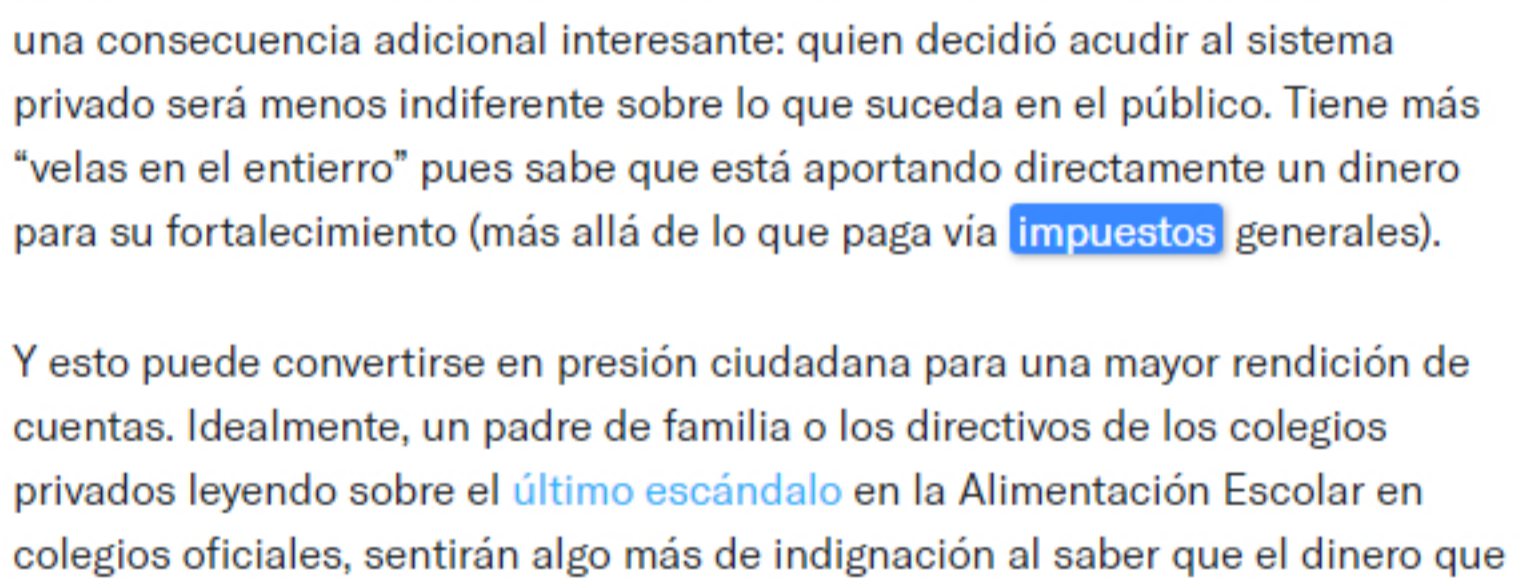 una consecuencia adicional interesante: quien decidió acudir al sistema
privado será menos indiferente sobre lo que suceda en el público. Tiene más
“velas en el entierro” pues sabe que está aportando directamente un dinero
para su fortalecimiento (más allá de lo que paga vía impuestos generales).
Y esto puede convertirse en presión ciudadana para una mayor rendición de
cuentas. Idealmente, un padre de familia o los directivos de los colegios
privados leyendo sobre el último escándalo en la Alimentación Escolar en
colegios oficiales, sentirán algo más de indignación al saber que el dinero que